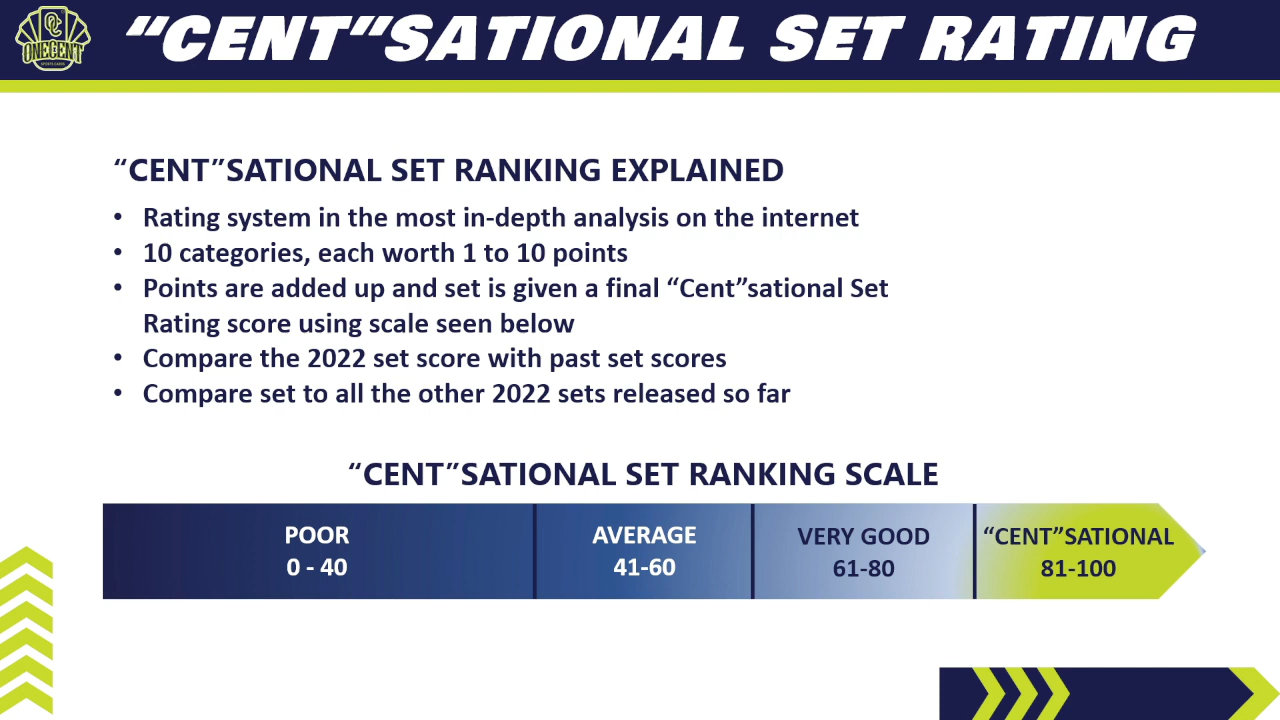 OC
ONECENT
SPORTS CARDS
“CENT”SATIONAL SET RATING
“CENT”SATIONAL SET RANKING EXPLAINED
• Rating system in the most in-depth analysis on the internet
• 10 categories, each worth 1 to 10 points
• Points are added up and set is given a final “Cent”sational Set
Rating score using scale seen below
• Compare the 2022 set score with past set scores
• Compare set to all the other 2022 sets released so far
“CENT”SATIONAL SET RANKING SCALE
POOR
0 - 40
AVERAGE
41-60
VERY GOOD
61-80
“CENT”SATIONAL
81-100